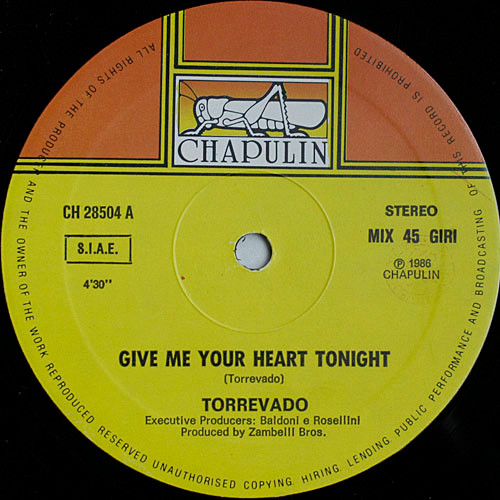 CHAPULIN
CH 28504 A
S.I.A.E.
4'30"
STEREO
MIX 45 GIRI
Ⓟ 1986
CHAPULIN
GIVE ME YOUR HEART TONIGHT
(Torrevado)
TORREVADO
Executive Producers: Baldoni e Rosellini
Produced by Zambelli Bros.
ALL RIGHTS OF THE PRODUCER AND THE OWNER OF THE WORK REPRODUCED RESERVED UNAUTHORISED COPYING, HIRING, LENDING, PUBLIC PERFORMANCE AND BROADCASTING OF THIS RECORD IS PROHIBITED